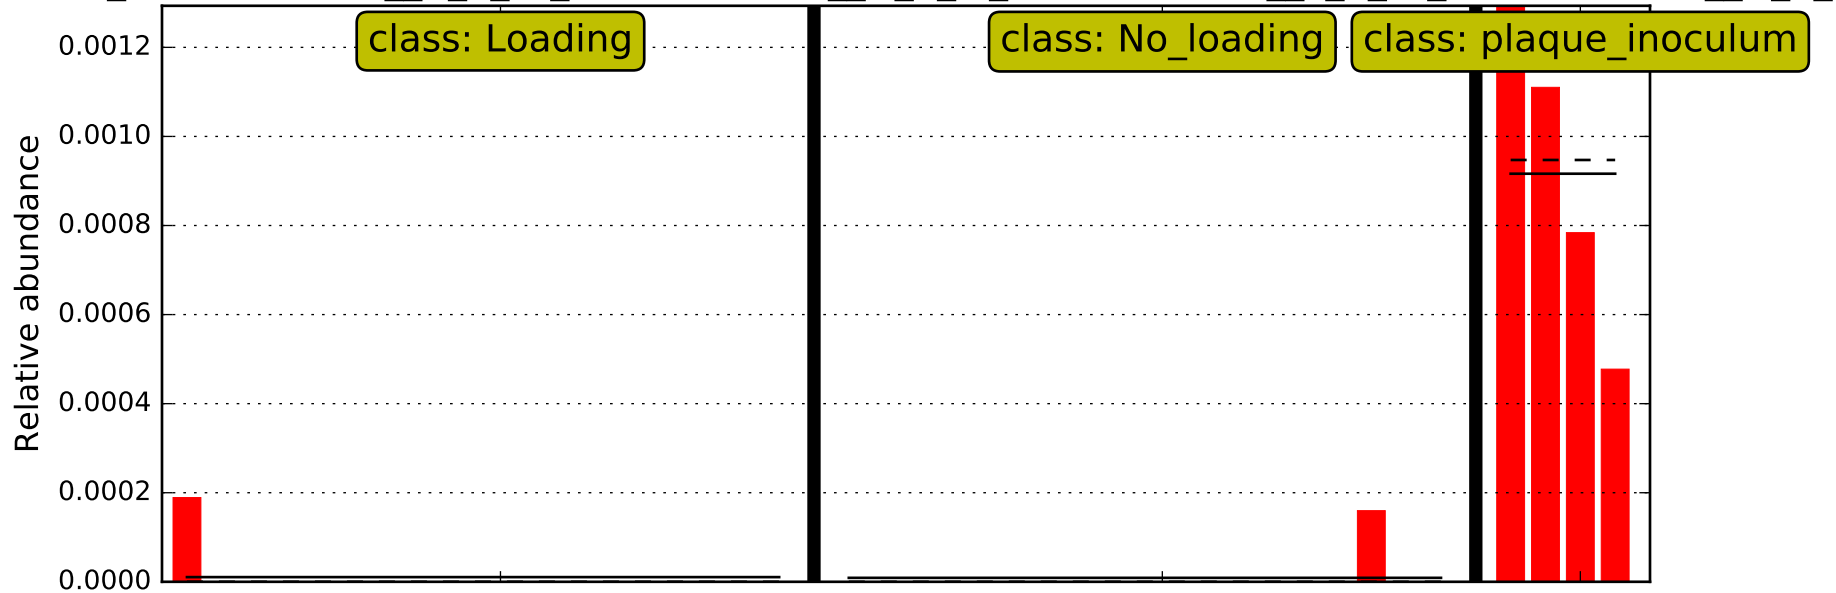 class: Loading
class: No_loading
class: plaque_inoculum
0.0012
0.0010
0.0008
0.0006
0.0004
0.0002
0.0000
Relative abundance